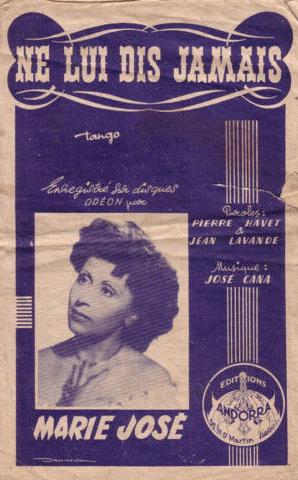 NE LUI DIS JAMAIS
tango
Enregistré sur disques
ODÉON par
Paroles :
PIERRE HAVET
&
JEAN LAVANDE
Musique :
JOSE CANA
EDITIONS
ANDORRA
MARIE JOSÉ